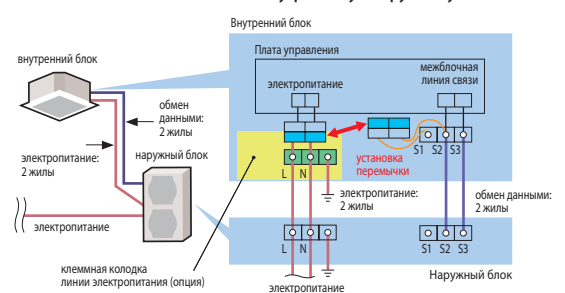 Внутренний блок
Плата управления
внутренний блок
межблочная
линия связи
электропитание
обмен
данными:
2 жилы
S1 S2 S3
электропитание:
2 жилы
наружный блок
установка
перемычки
L N
электропитание:
2 жилы
обмен данными:
2 жилы
электропитание
L N
S1 S2 S3
клеммная колодка
линии электропитания (опция)
Наружный блок
электропитание